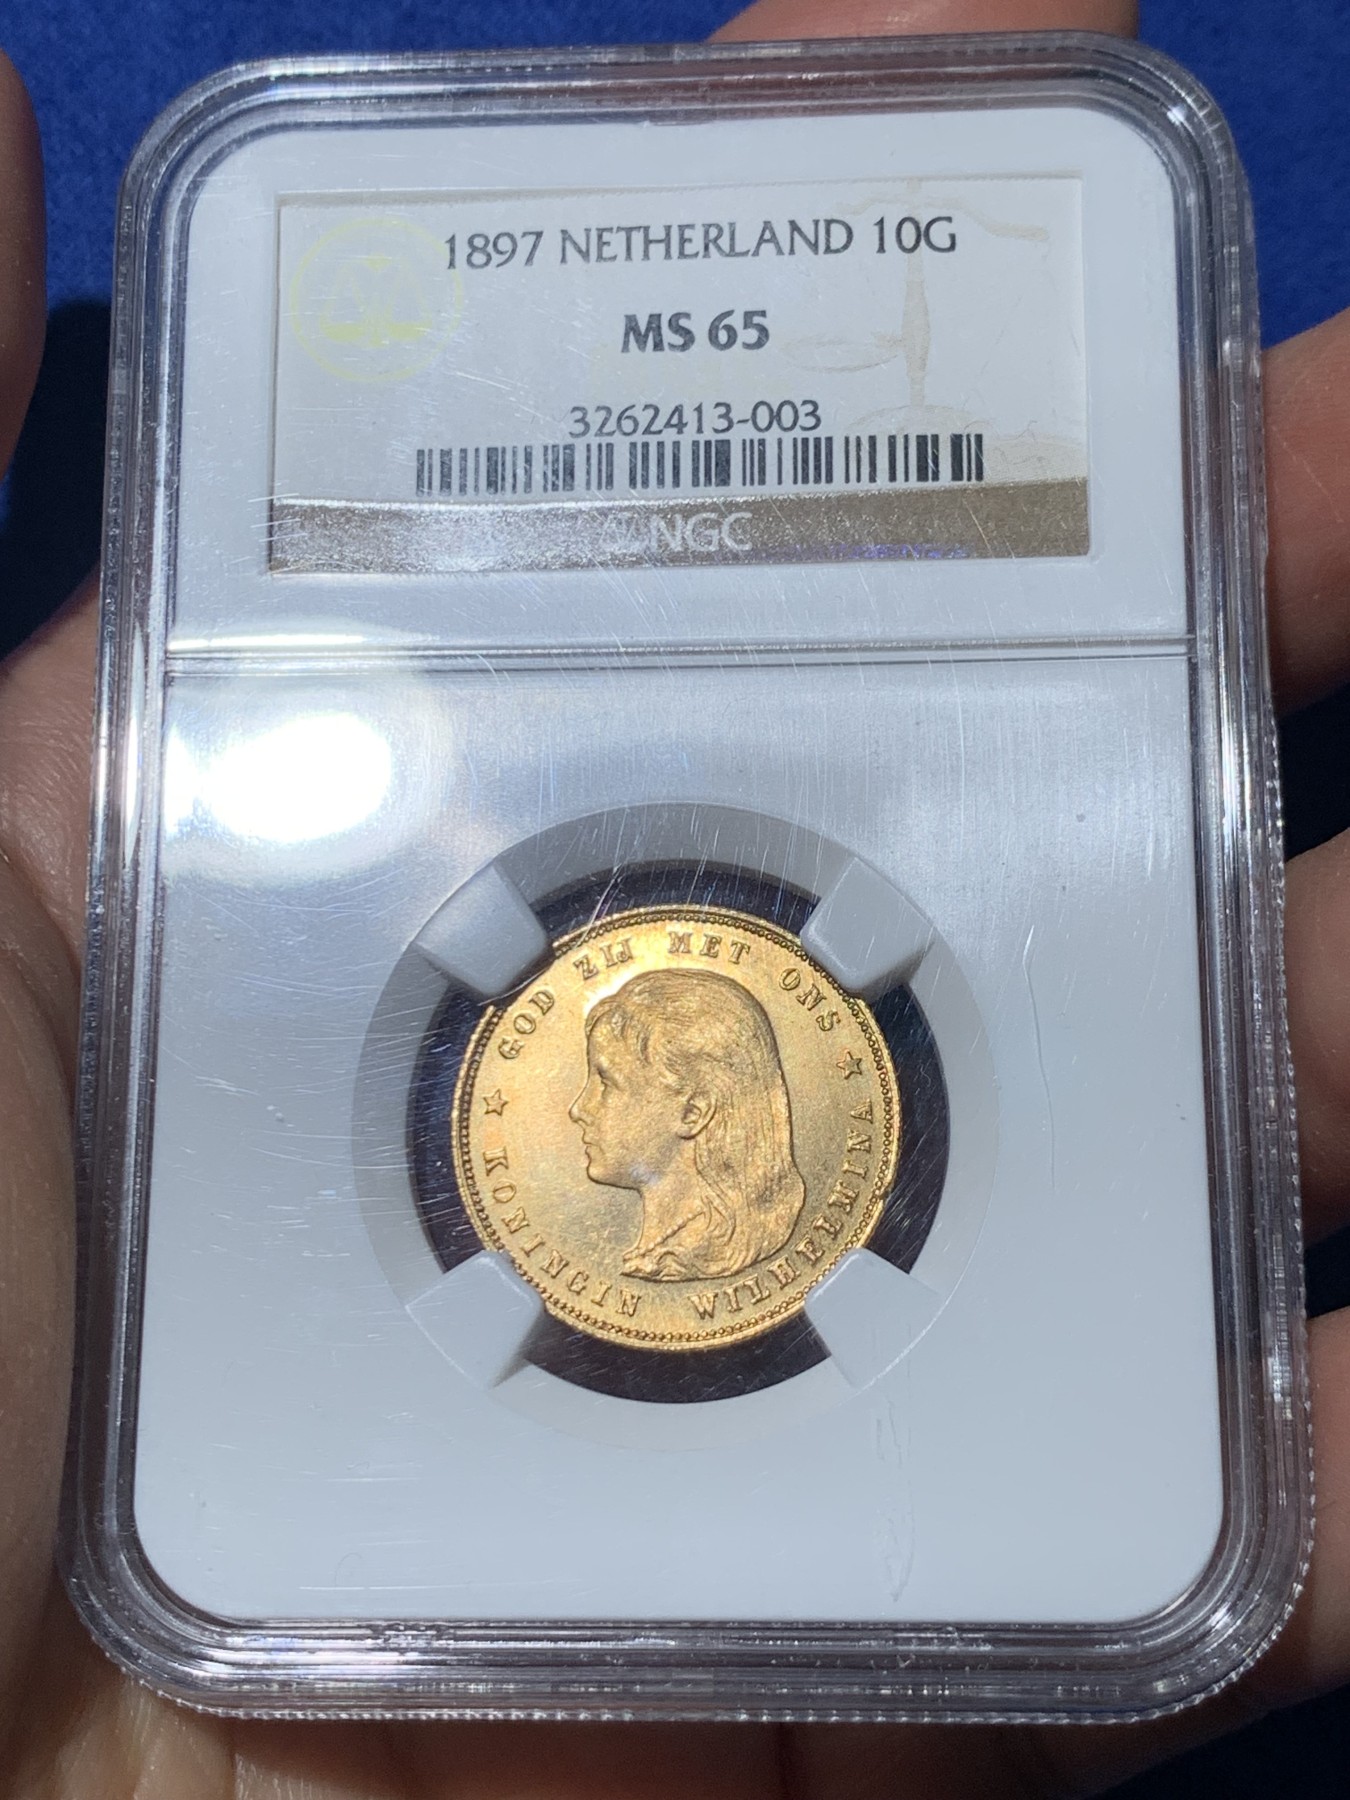 1897 NETHERLAND 10G
MS 65
3262413-003
NGC
★ GOD ZIJ MET ONS ★
KONINGIN WILHELMINA